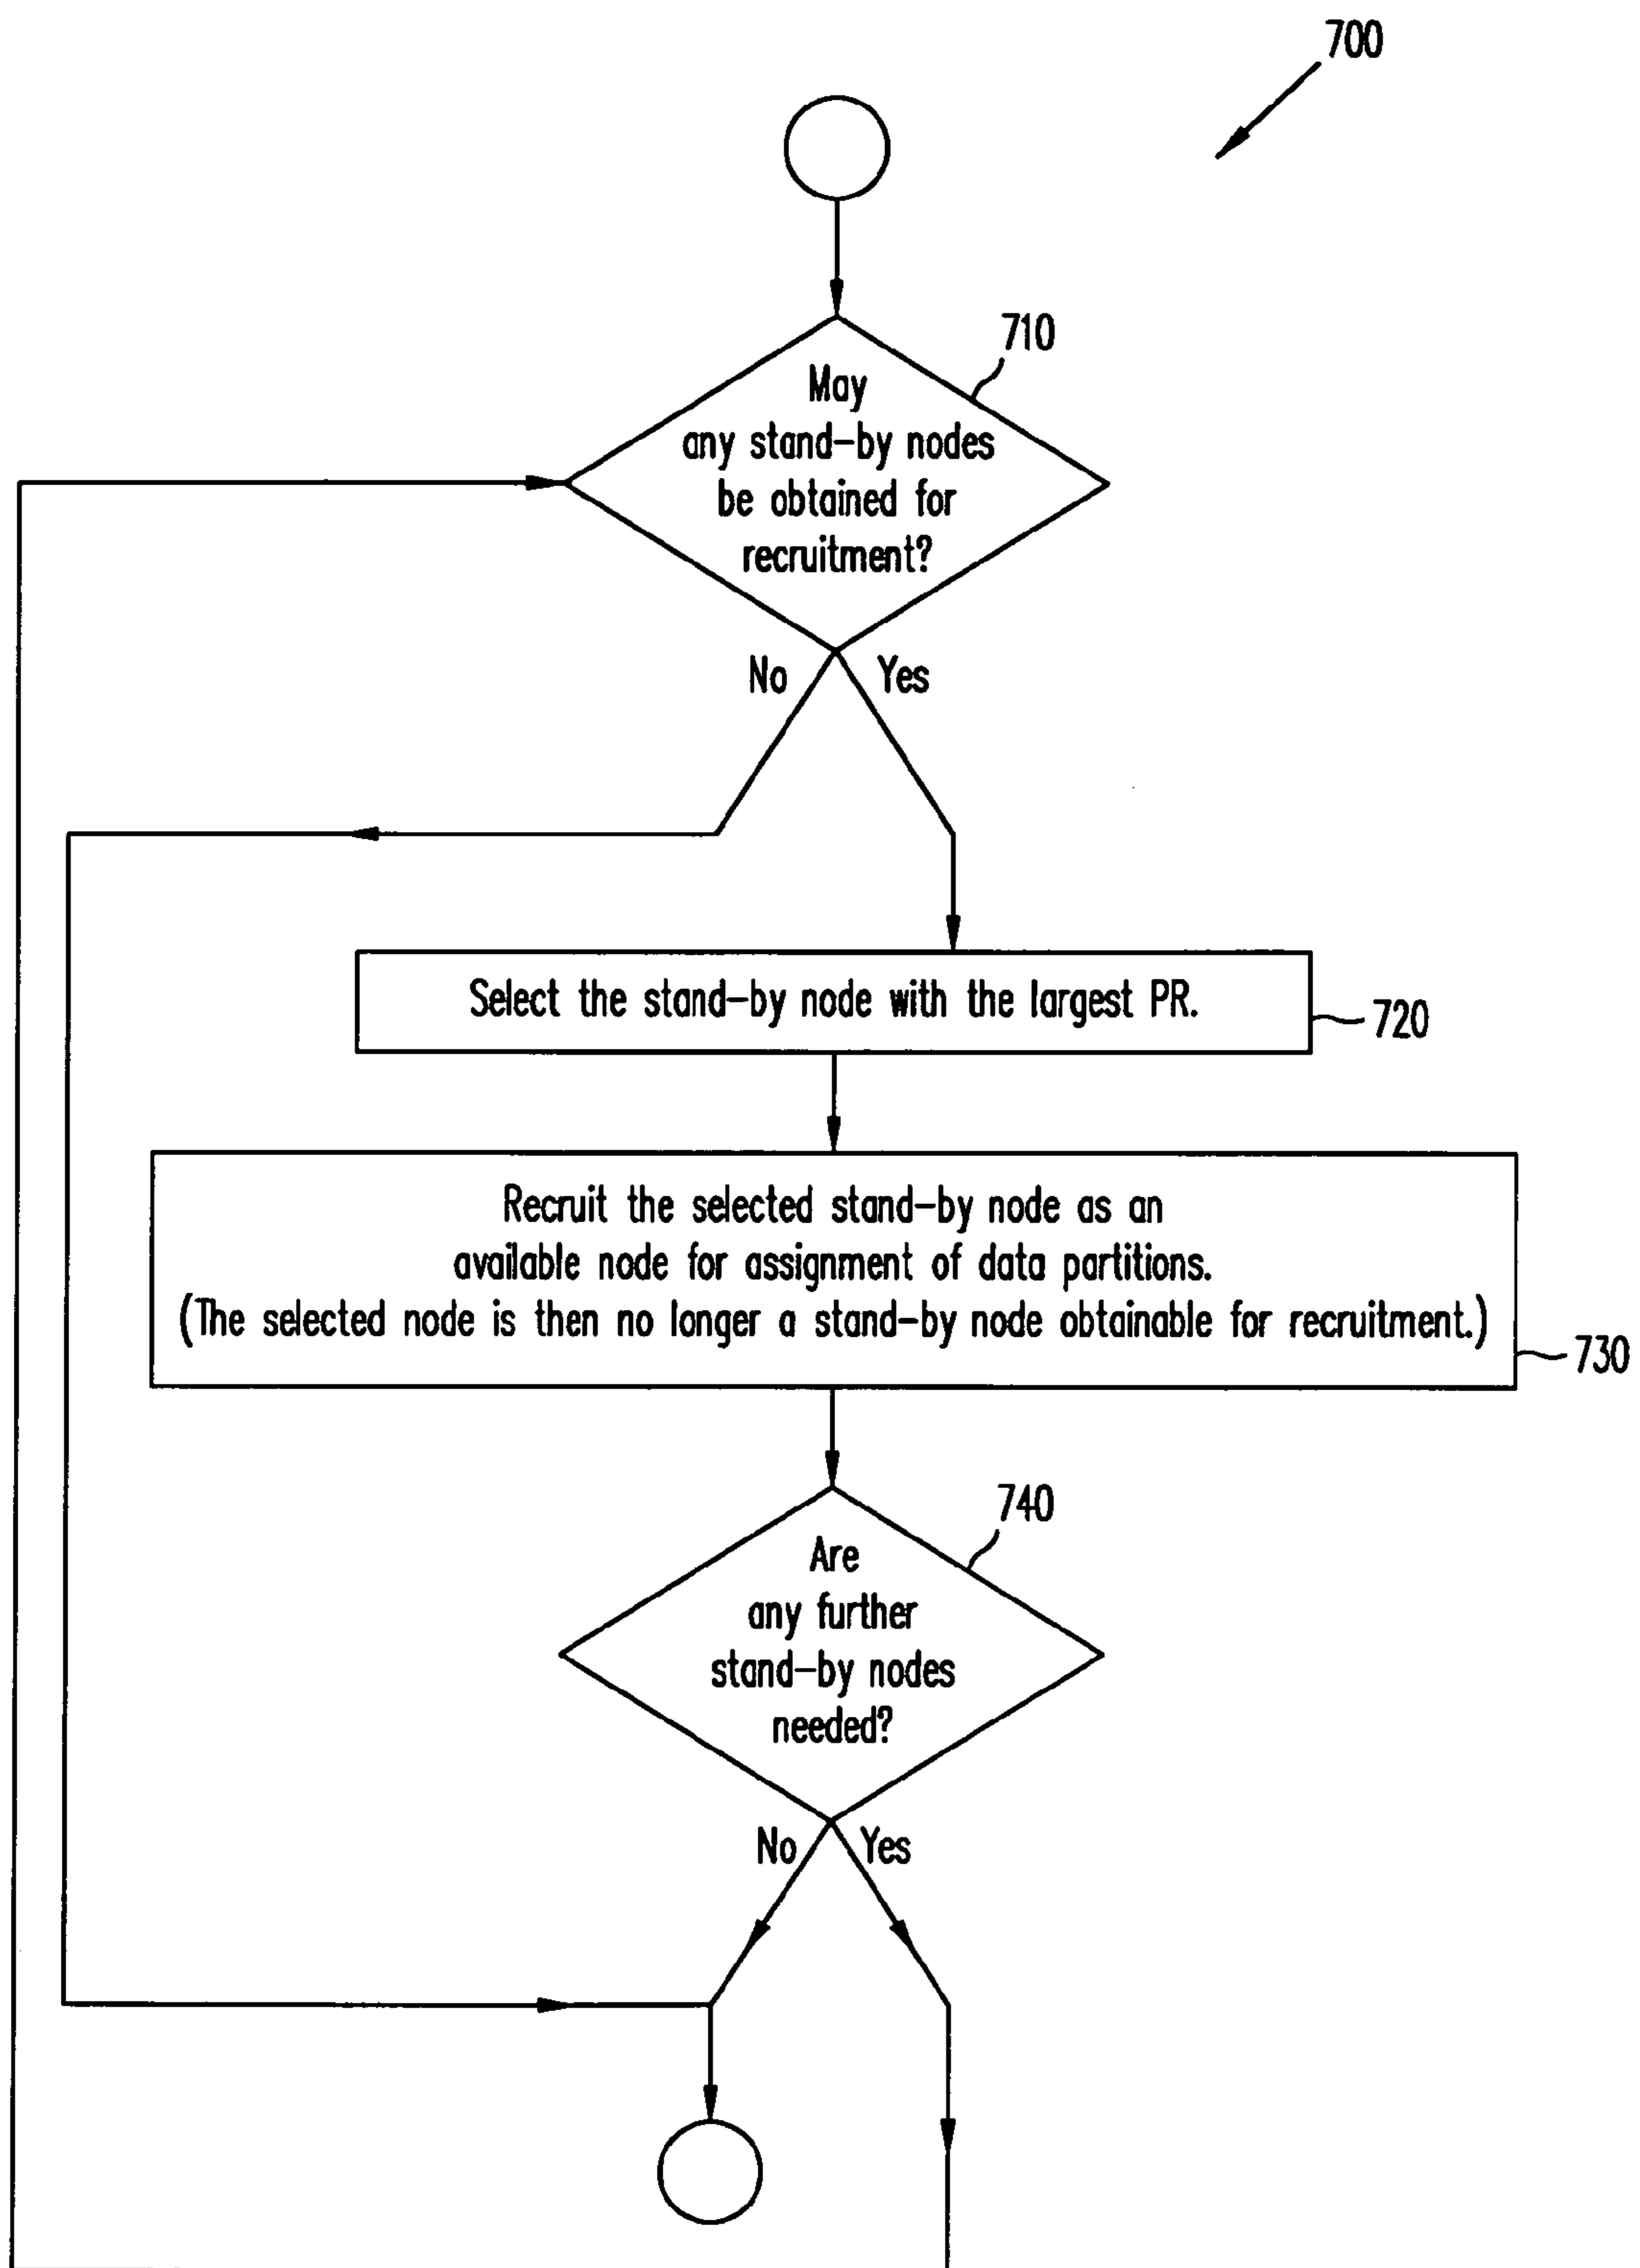 700
710
May
any stand-by nodes
be obtained for
recruitment?
No
Yes
Select the stand-by node with the largest PR.
720
Recruit the selected stand-by node as an
available node for assignment of data partitions.
(The selected node is then no longer a stand-by node obtainable for recruitment.)
730
740
Are
any further
stand-by nodes
needed?
No
Yes